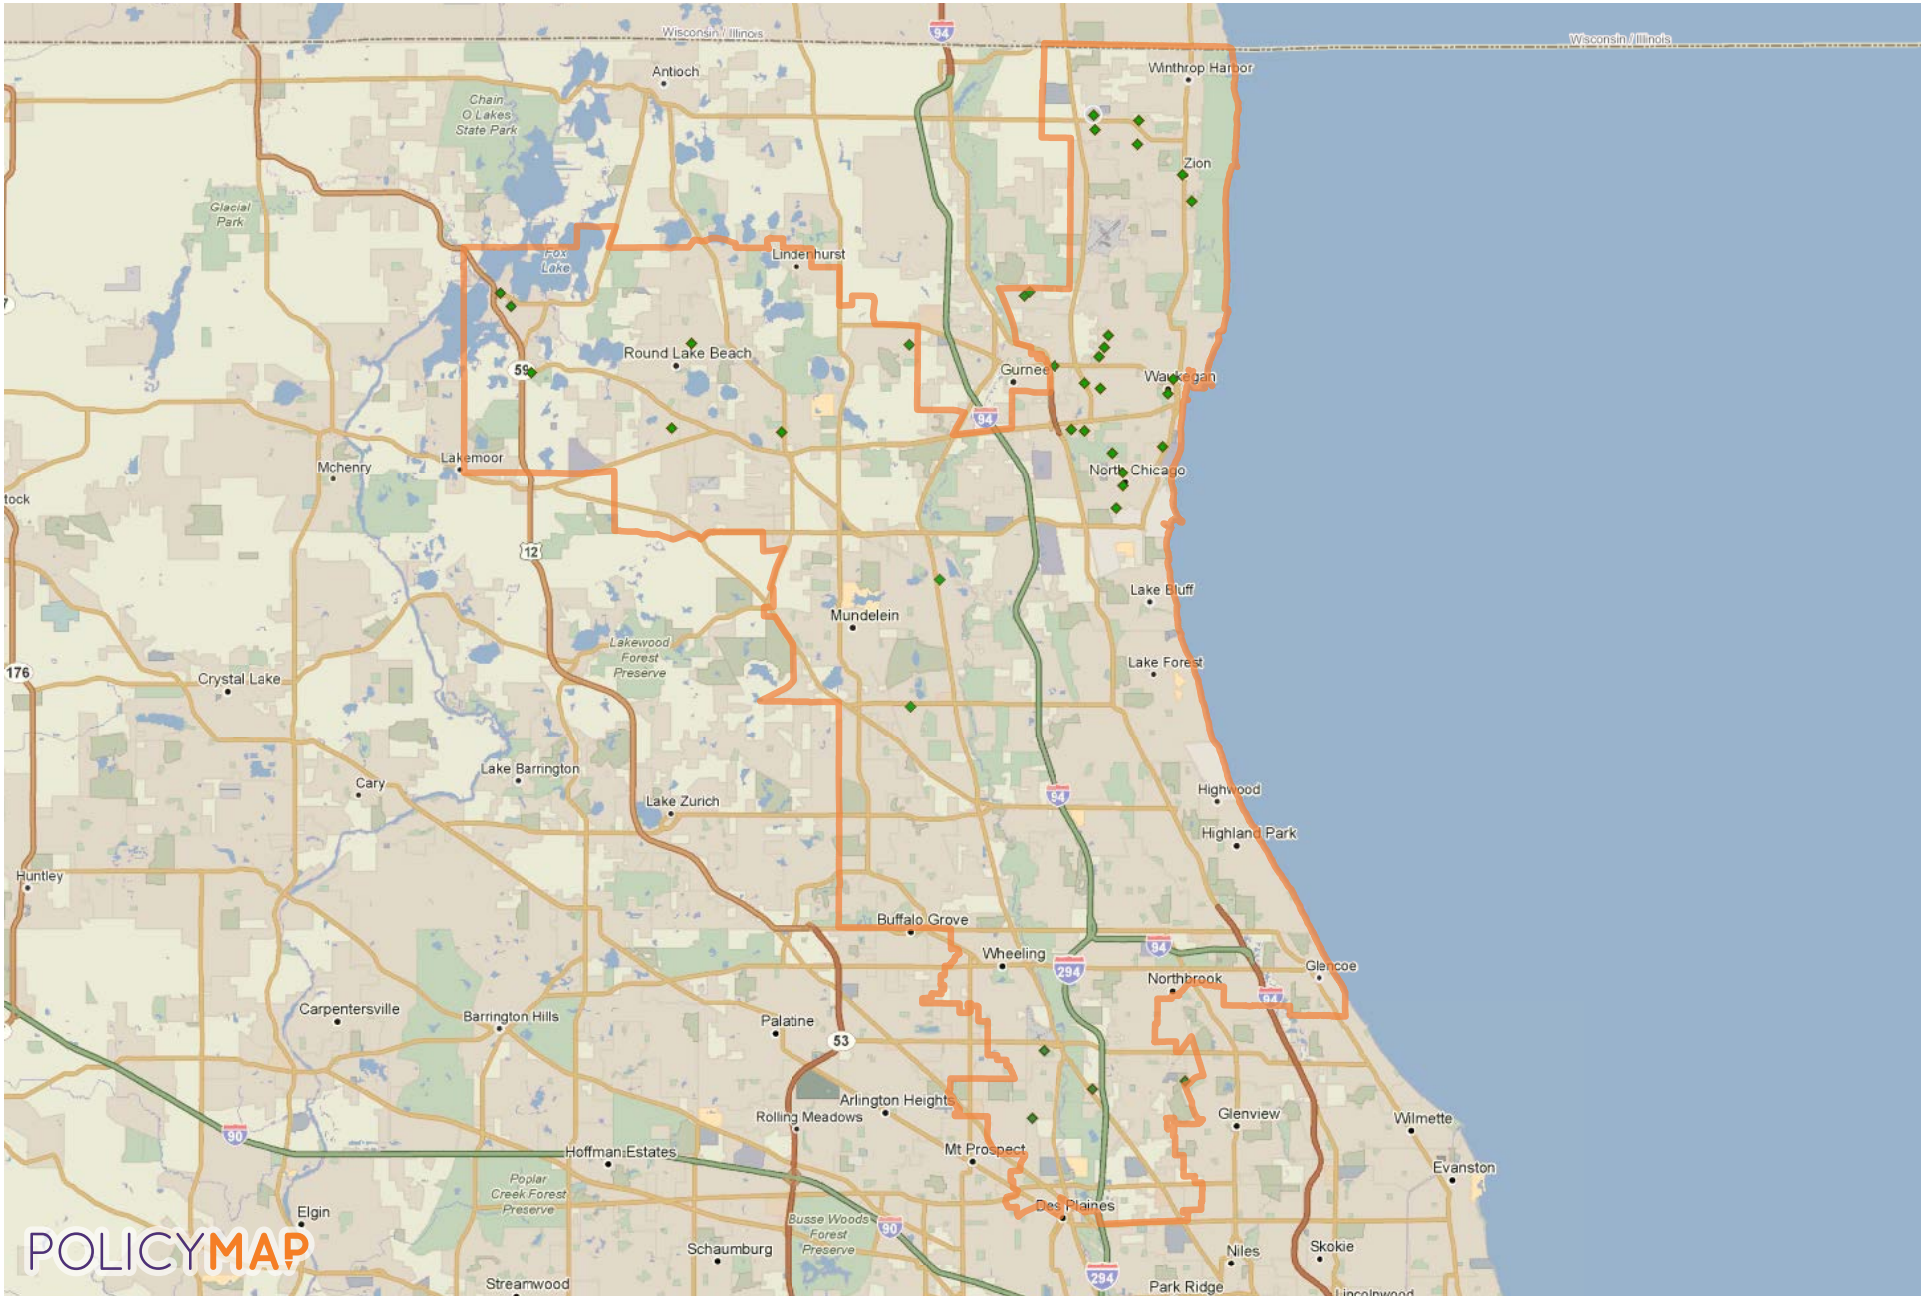 Wisconsin / Illinois
94
Wisconsin / Illinois
Antioch
Winthrop Harbor
Chain
O Lakes
State Park
Zion
Glacial
Park
Fox
Lake
Lindenhurst
7
Round Lake Beach
59
Gurnee
Waukegan
94
Mchenry
Lakemoor
North Chicago
tock
12
Lake Bluff
Mundelein
Lakewood
Forest
Preserve
Lake Forest
176
Crystal Lake
Lake Barrington
Cary
94
Highwood
Lake Zurich
Highland Park
Huntley
Buffalo Grove
94
Wheeling
294
Glencoe
Northbrook
94
Carpentersville
Barrington Hills
Palatine
53
Arlington Heights
Rolling Meadows
Glenview
Wilmette
90
Hoffman Estates
Mt Prospect
Evanston
Poplar
Creek Forest
Preserve
Des Plaines
Elgin
Busse Woods
Forest
Preserve
90
POLICYMAP
Schaumburg
Niles
Skokie
294
Streamwood
Park Ridge
Lincolnwood